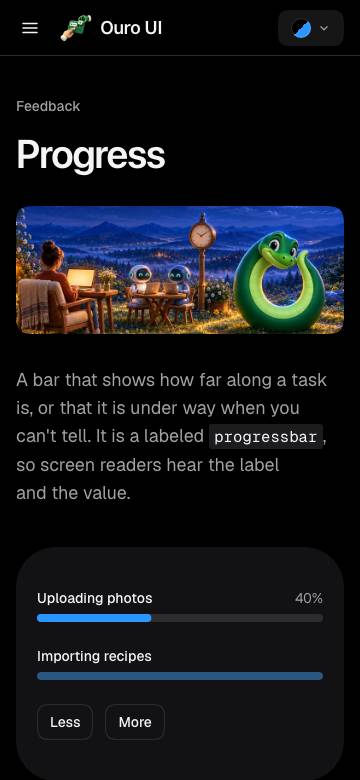 Ouro UI
Feedback
Progress
A bar that shows how far along a task
is, or that it is under way when you
can't tell. It is a labeled progressbar,
so screen readers hear the label
and the value.
Uploading photos 40%
Importing recipes
Less More